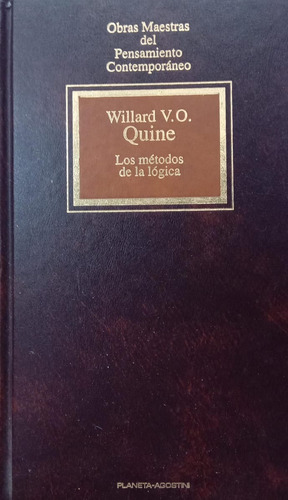 Obras Maestras
del
Pensamiento
Contemporáneo
Willard V.O.
Quine
Los métodos
de la lógica
PLANETA-AGOSTINI